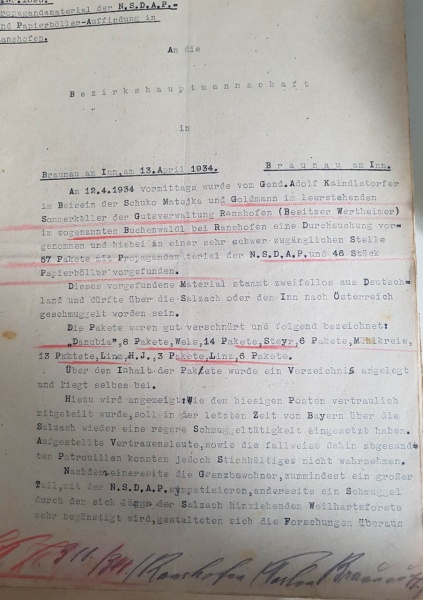 Propagandamaterial der N.S.D.A.P.-
und Papierböller-Auffindung in
Ranshofen.
An die
Bezirkshauptmannschaft
in
Braunau am Inn, am 13. April 1934. Braunau am Inn.
Am 12.4.1934 vormittags wurde vom Gend. Adolf Kaindlstorfer
im Beisein der Schuko Matejka und Goldmann im leerstehenden
Sommerkeller der Gutsverwaltung Ranshofen (Besitzer Wertheimer)
im sogenannten Buchenwald bei Ranshofen eine Durchsuchung vor-
genommen und hiebei an einer sehr schwer zugänglichen Stelle
57 Pakete mit Propagandamaterial der N.S.D.A.P. und 46 Stück
Papierböller vorgefunden.
Dieses vorgefundene Material stammt zweifellos aus Deutsch-
land und dürfte über die Salzach oder den Inn nach Österreich
geschmuggelt worden sein.
Die Pakete waren gut verschnürt und folgend bezeichnet:
"Danubia", 8 Pakete, Wels, 14 Pakete, Steyr, 6 Pakete, Mühlkreis,
13 Paktete, Linz, H.J., 3 Pakete, Linz, 6 Pakete.
Über den Inhalt der Pakete wurde ein Verzeichnis angelegt
und liegt selbes bei.
Hiezu wird angezeigt: Wie den hiesigen Posten vertraulich
mitgeteilt wurde, soll in der letzten Zeit von Bayern über die
Salzach wieder eine regere Schmuggeltätigkeit eingesetzt haben.
Aufgestellte Vertrauensleute, sowie die fallweise dahin abgesand-
ten Patrouillen konnten jedoch Stichhältiges nicht wahrnehmen.
Nachdem einerseits die Grenzbewohner, zumindest ein großer
Teil, mit der N.S.D.A.P. sympatisieren, anderseits ein Schmuggel
durch den sich längs der Salzach hinziehenden Weilhartsforste
sehr begünstigt wird, gestalteten sich die Forschungen überaus
Ranshofen